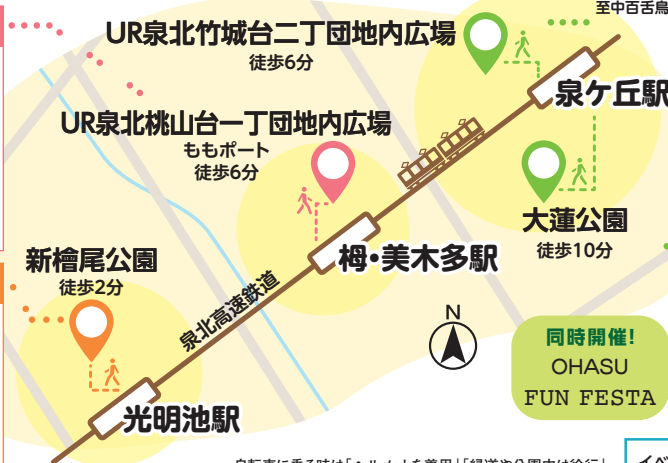 至中百舌鳥
UR泉北竹城台二丁団地内広場
徒歩6分
泉ケ丘駅
UR泉北桃山台一丁団地内広場
ももポート
徒歩6分
大蓮公園
徒歩10分
栂・美木多駅
新檜尾公園
徒歩2分
泉北高速鉄道
N
同時開催!
OHASU
FUN FESTA
光明池駅